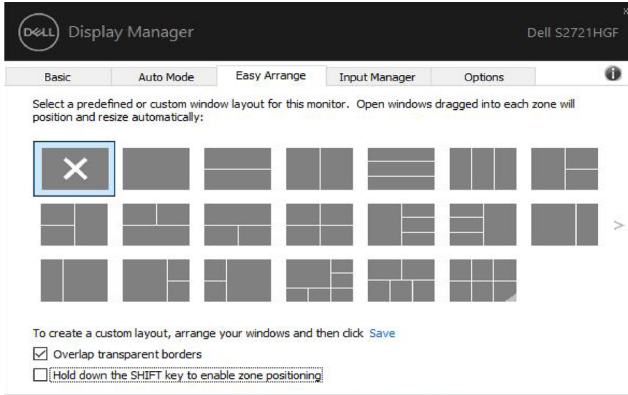 DELL Display Manager
Dell S2721HGF
Basic Auto Mode Easy Arrange Input Manager Options
Select a predefined or custom window layout for this monitor. Open windows dragged into each zone will
position and resize automatically:
To create a custom layout, arrange your windows and then click Save
Overlap transparent borders
Hold down the SHIFT key to enable zone positioning